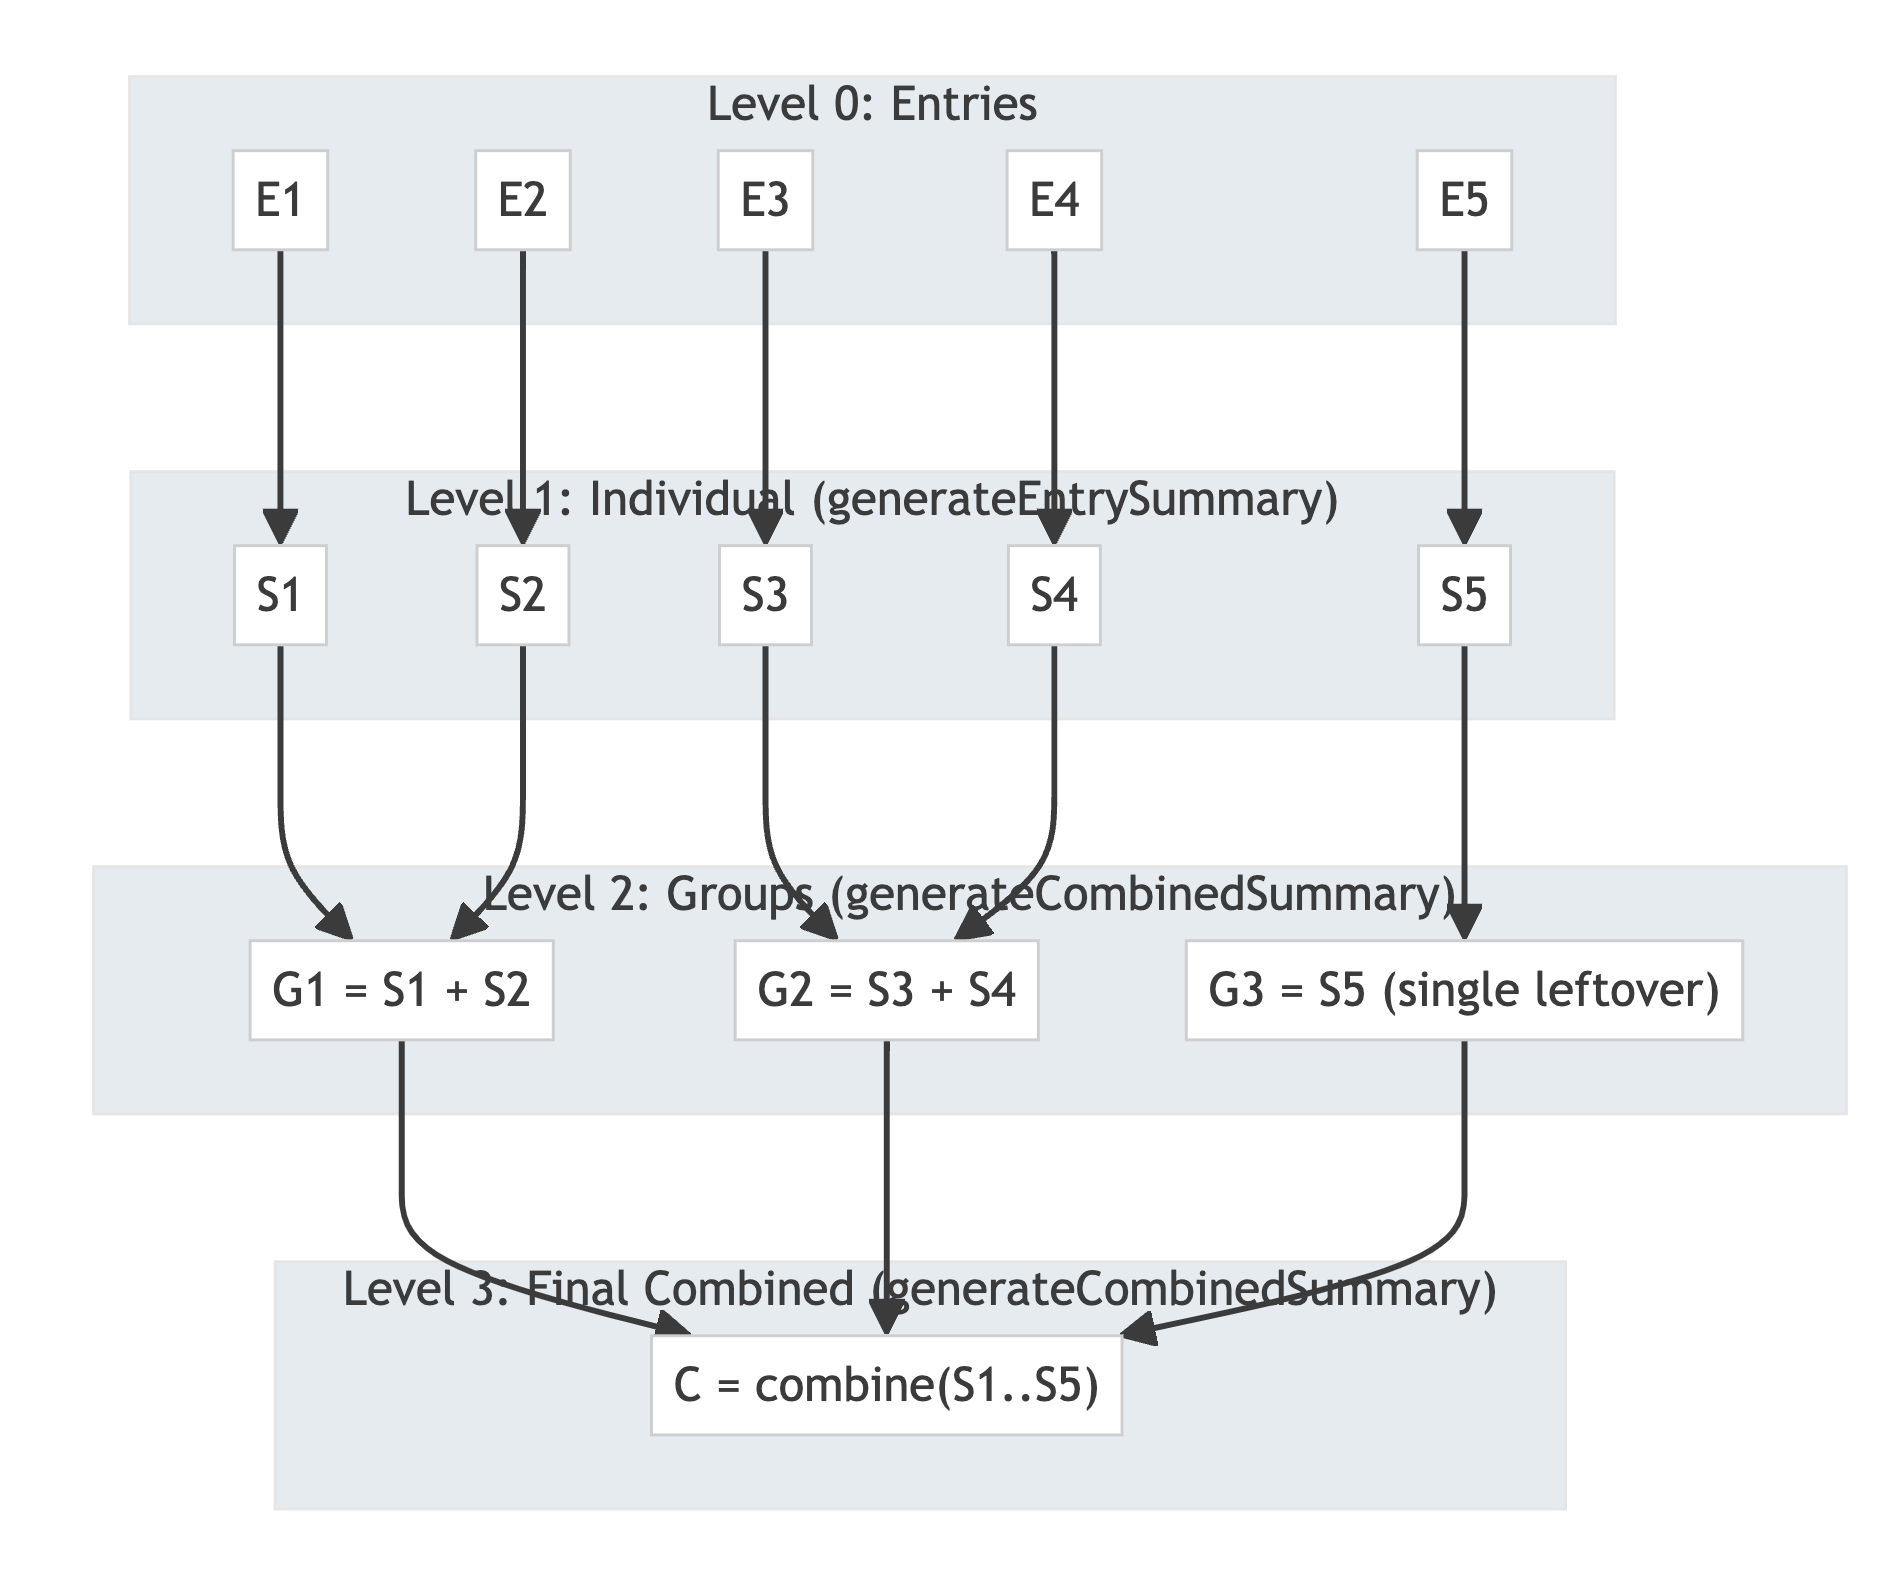 Level 0: Entries
E1
E2
E3
E4
E5
Level 1: Individual (generateEntrySummary)
S1
S2
S3
S4
S5
Level 2: Groups (generateCombinedSummary)
G1 = S1 + S2
G2 = S3 + S4
G3 = S5 (single leftover)
Level 3: Final Combined (generateCombinedSummary)
C = combine(S1..S5)